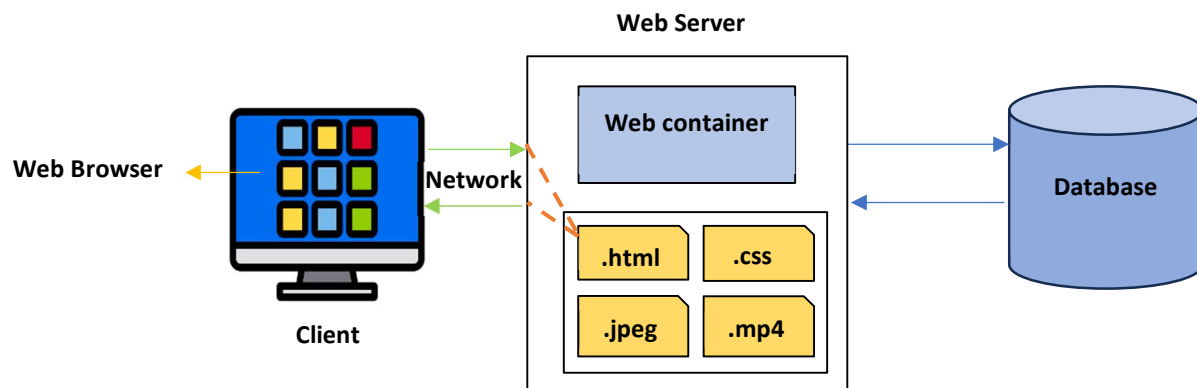 Web Server
Web container
Web Browser
Network
Database
.html
.css
.jpeg
.mp4
Client